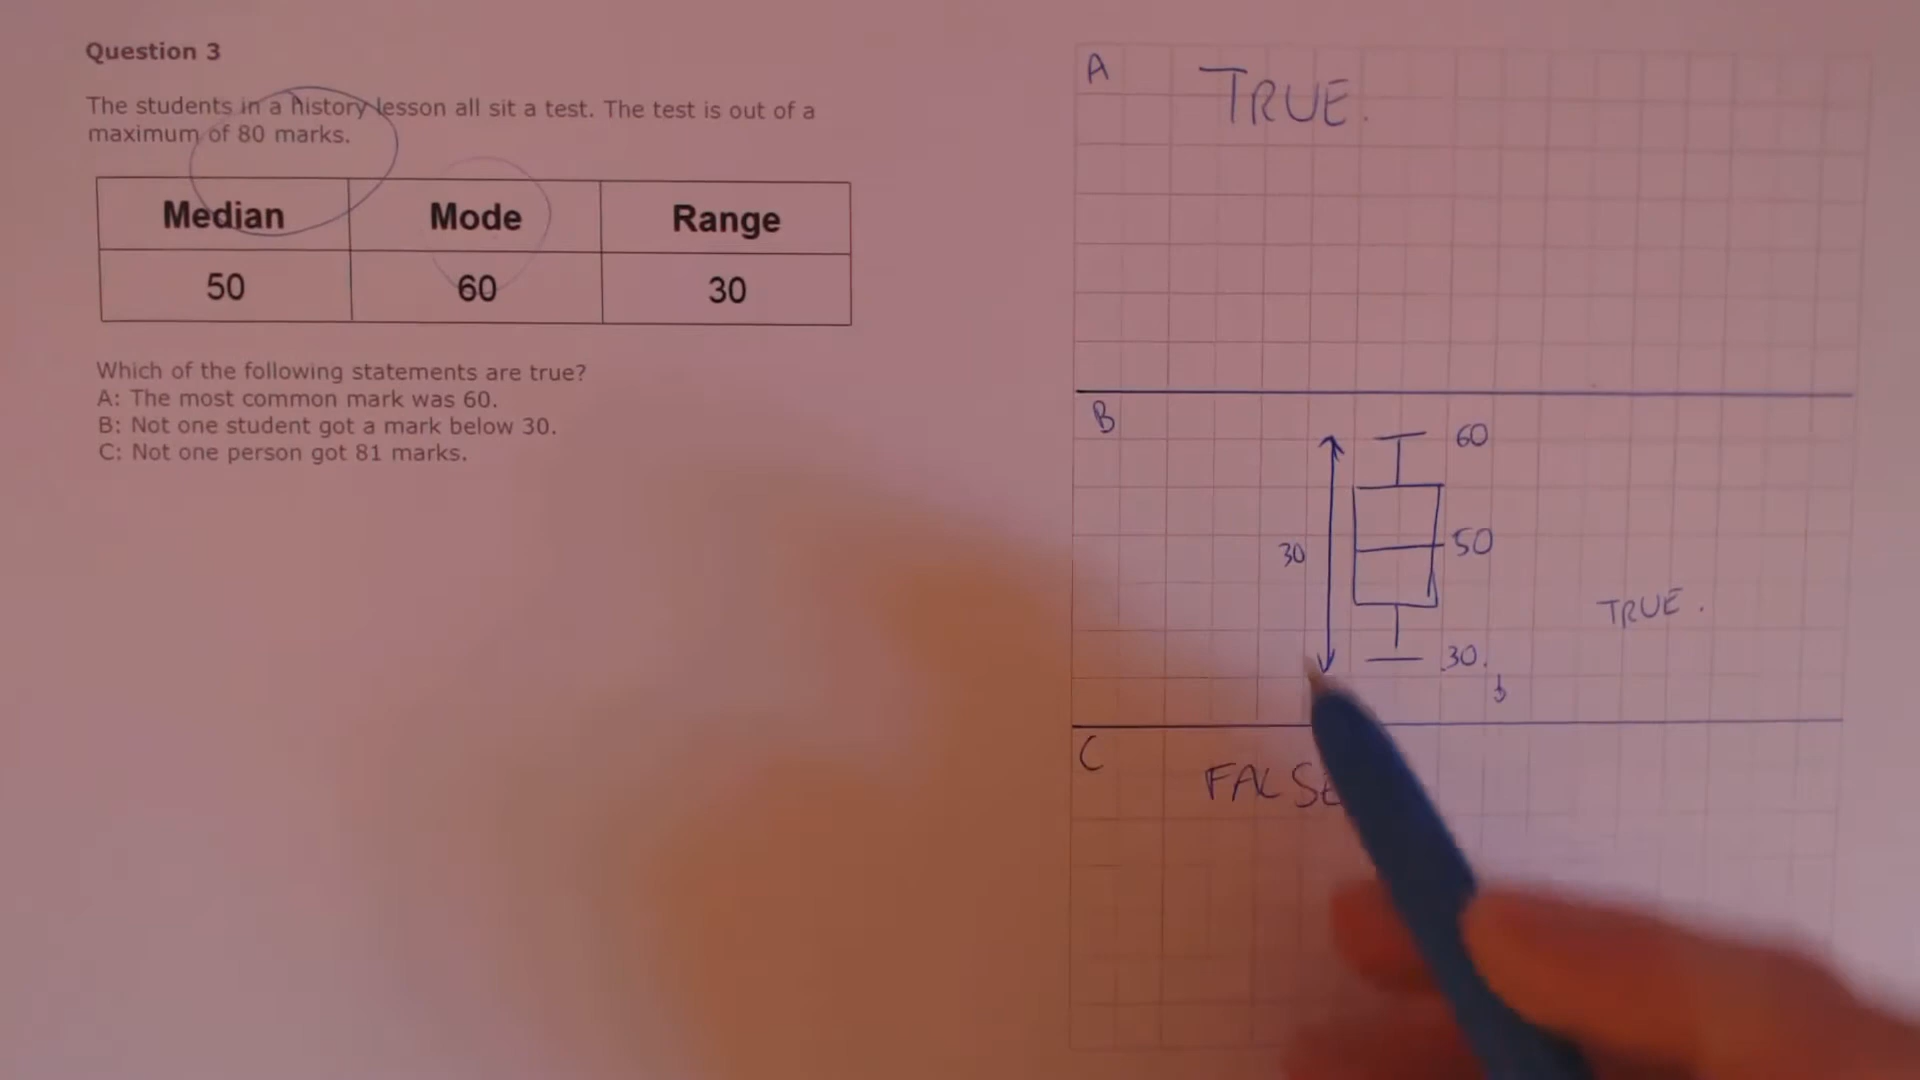 Question 3
The students in a history lesson all sit a test. The test is out of a
maximum of 80 marks.
Median Mode Range
50 60 30
Which of the following statements are true?
A: The most common mark was 60.
B: Not one student got a mark below 30.
C: Not one person got 81 marks.
A
TRUE.
B
60
30
50
TRUE.
30.
C
FALSE